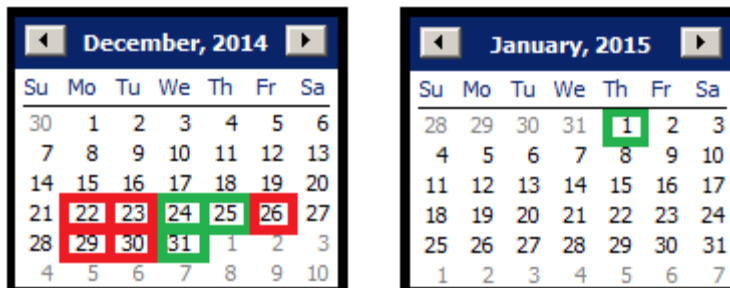 December, 2014
Su Mo Tu We Th Fr Sa
30 1 2 3 4 5 6
7 8 9 10 11 12 13
14 15 16 17 18 19 20
21 22 23 24 25 26 27
28 29 30 31 1 2 3
4 5 6 7 8 9 10
January, 2015
Su Mo Tu We Th Fr Sa
28 29 30 31 1 2 3
4 5 6 7 8 9 10
11 12 13 14 15 16 17
18 19 20 21 22 23 24
25 26 27 28 29 30 31
1 2 3 4 5 6 7